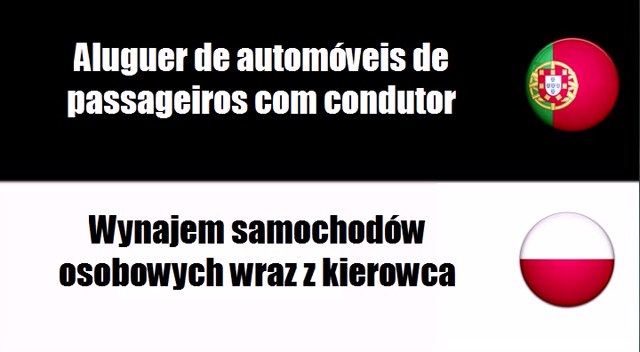 Aluguer de automóveis de
passageiros com condutor
Wynajem samochodów
osobowych wraz z kierowca